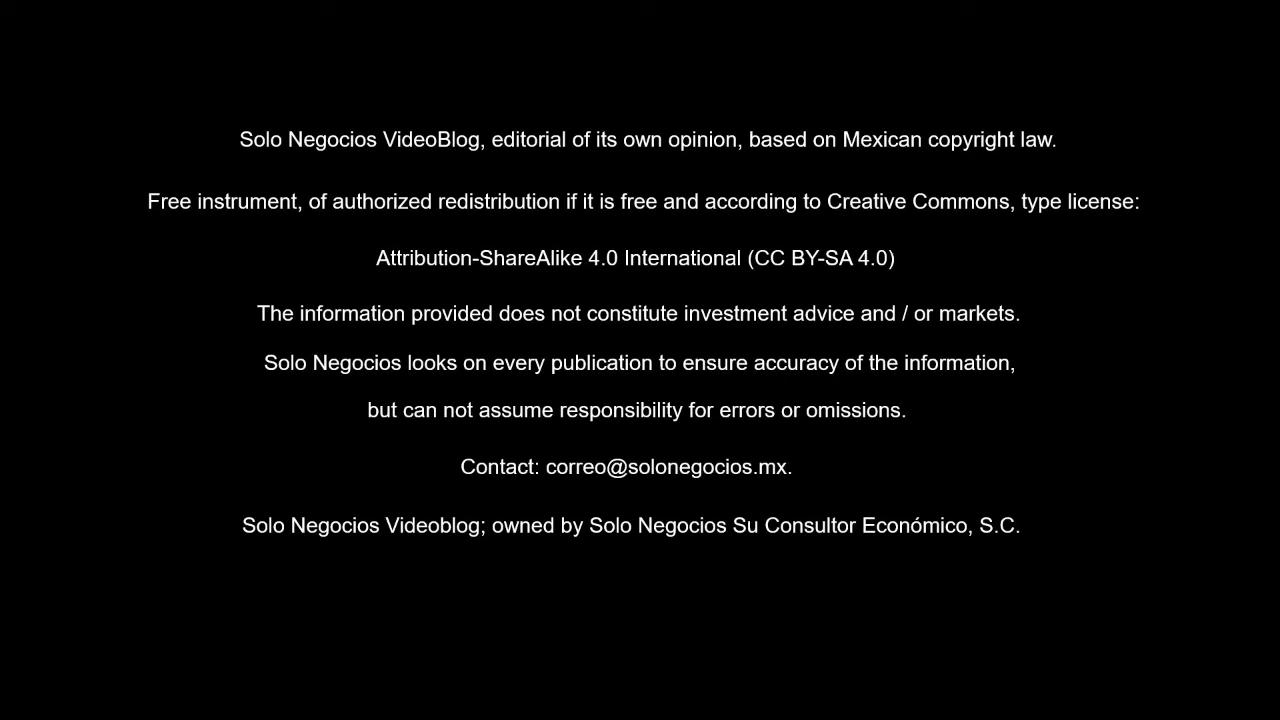 Solo Negocios VideoBlog, editorial of its own opinion, based on Mexican copyright law.
Free instrument, of authorized redistribution if it is free and according to Creative Commons, type license:
Attribution-ShareAlike 4.0 International (CC BY-SA 4.0)
The information provided does not constitute investment advice and / or markets.
Solo Negocios looks on every publication to ensure accuracy of the information,
but can not assume responsibility for errors or omissions.
Contact: correo@solonegocios.mx.
Solo Negocios Videoblog; owned by Solo Negocios Su Consultor Económico, S.C.